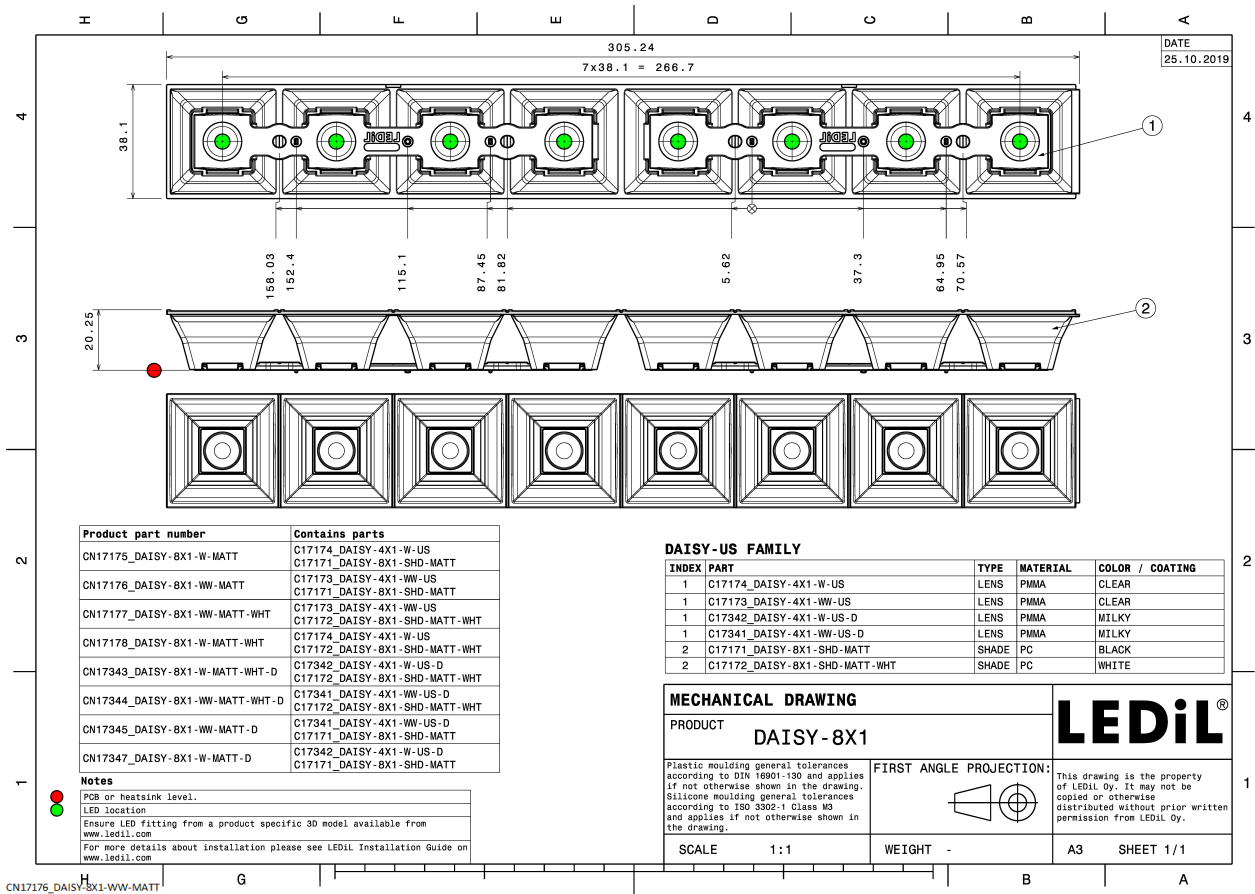 H G F E D C B A
DATE
25.10.2019
305.24
7x38.1 = 266.7
4
4
38.1
LEDiL
LEDiL
1
158.03
152.4
115.1
87.45
81.82
5.62
37.3
64.95
70.57
3
3
20.25
2
2
2
Product part number Contains parts
CN17175_DAISY-8X1-W-MATT
C17174_DAISY-4X1-W-US
C17171_DAISY-8X1-SHD-MATT
CN17176_DAISY-8X1-WW-MATT
C17173_DAISY-4X1-WW-US
C17171_DAISY-8X1-SHD-MATT
CN17177_DAISY-8X1-WW-MATT-WHT
C17173_DAISY-4X1-WW-US
C17172_DAISY-8X1-SHD-MATT-WHT
CN17178_DAISY-8X1-W-MATT-WHT
C17174_DAISY-4X1-W-US
C17172_DAISY-8X1-SHD-MATT-WHT
CN17343_DAISY-8X1-W-MATT-WHT-D
C17342_DAISY-4X1-W-US-D
C17172_DAISY-8X1-SHD-MATT-WHT
CN17344_DAISY-8X1-WW-MATT-WHT-D
C17341_DAISY-4X1-WW-US-D
C17172_DAISY-8X1-SHD-MATT-WHT
CN17345_DAISY-8X1-WW-MATT-D
C17341_DAISY-4X1-WW-US-D
C17171_DAISY-8X1-SHD-MATT
CN17347_DAISY-8X1-W-MATT-D
C17342_DAISY-4X1-W-US-D
C17171_DAISY-8X1-SHD-MATT
Notes
PCB or heatsink level.
LED location
Ensure LED fitting from a product specific 3D model available from
www.ledil.com
For more details about installation please see LEDiL Installation Guide on
www.ledil.com
DAISY-US FAMILY
INDEX PART TYPE MATERIAL COLOR / COATING
1 C17174_DAISY-4X1-W-US LENS PMMA CLEAR
1 C17173_DAISY-4X1-WW-US LENS PMMA CLEAR
1 C17342_DAISY-4X1-W-US-D LENS PMMA MILKY
1 C17341_DAISY-4X1-WW-US-D LENS PMMA MILKY
2 C17171_DAISY-8X1-SHD-MATT SHADE PC BLACK
2 C17172_DAISY-8X1-SHD-MATT-WHT SHADE PC WHITE
MECHANICAL DRAWING
PRODUCT
DAISY-8X1
LEDiL®
Plastic moulding general tolerances
according to DIN 16901-130 and applies
if not otherwise shown in the drawing.
Silicone moulding general tolerances
according to ISO 3302-1 Class M3
and applies if not otherwise shown in
the drawing.
FIRST ANGLE PROJECTION:
This drawing is the property
of LEDiL Oy. It may not be
copied or otherwise
distributed without prior written
permission from LEDiL Oy.
SCALE 1:1
WEIGHT -
A3 SHEET 1/1
1
1
H G B A
CN17176_DAISY-8X1-WW-MATT